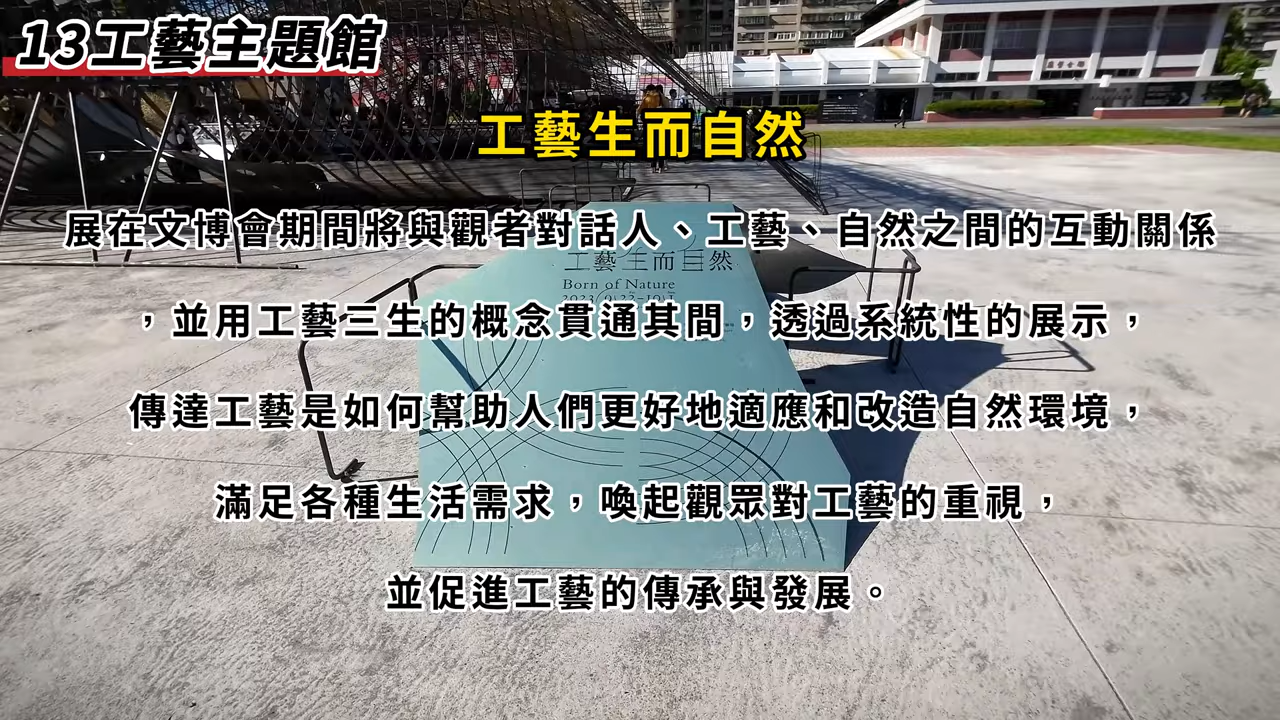 13工藝主題館
工藝生而自然
展在文博會期間將與觀者對話人、工藝、自然之間的互動關係
工藝生而自然
Born of Nature
，並用工藝三生的概念貫通其間，透過系統性的展示，
傳達工藝是如何幫助人們更好地適應和改造自然環境，
滿足各種生活需求，喚起觀眾對工藝的重視，
並促進工藝的傳承與發展。